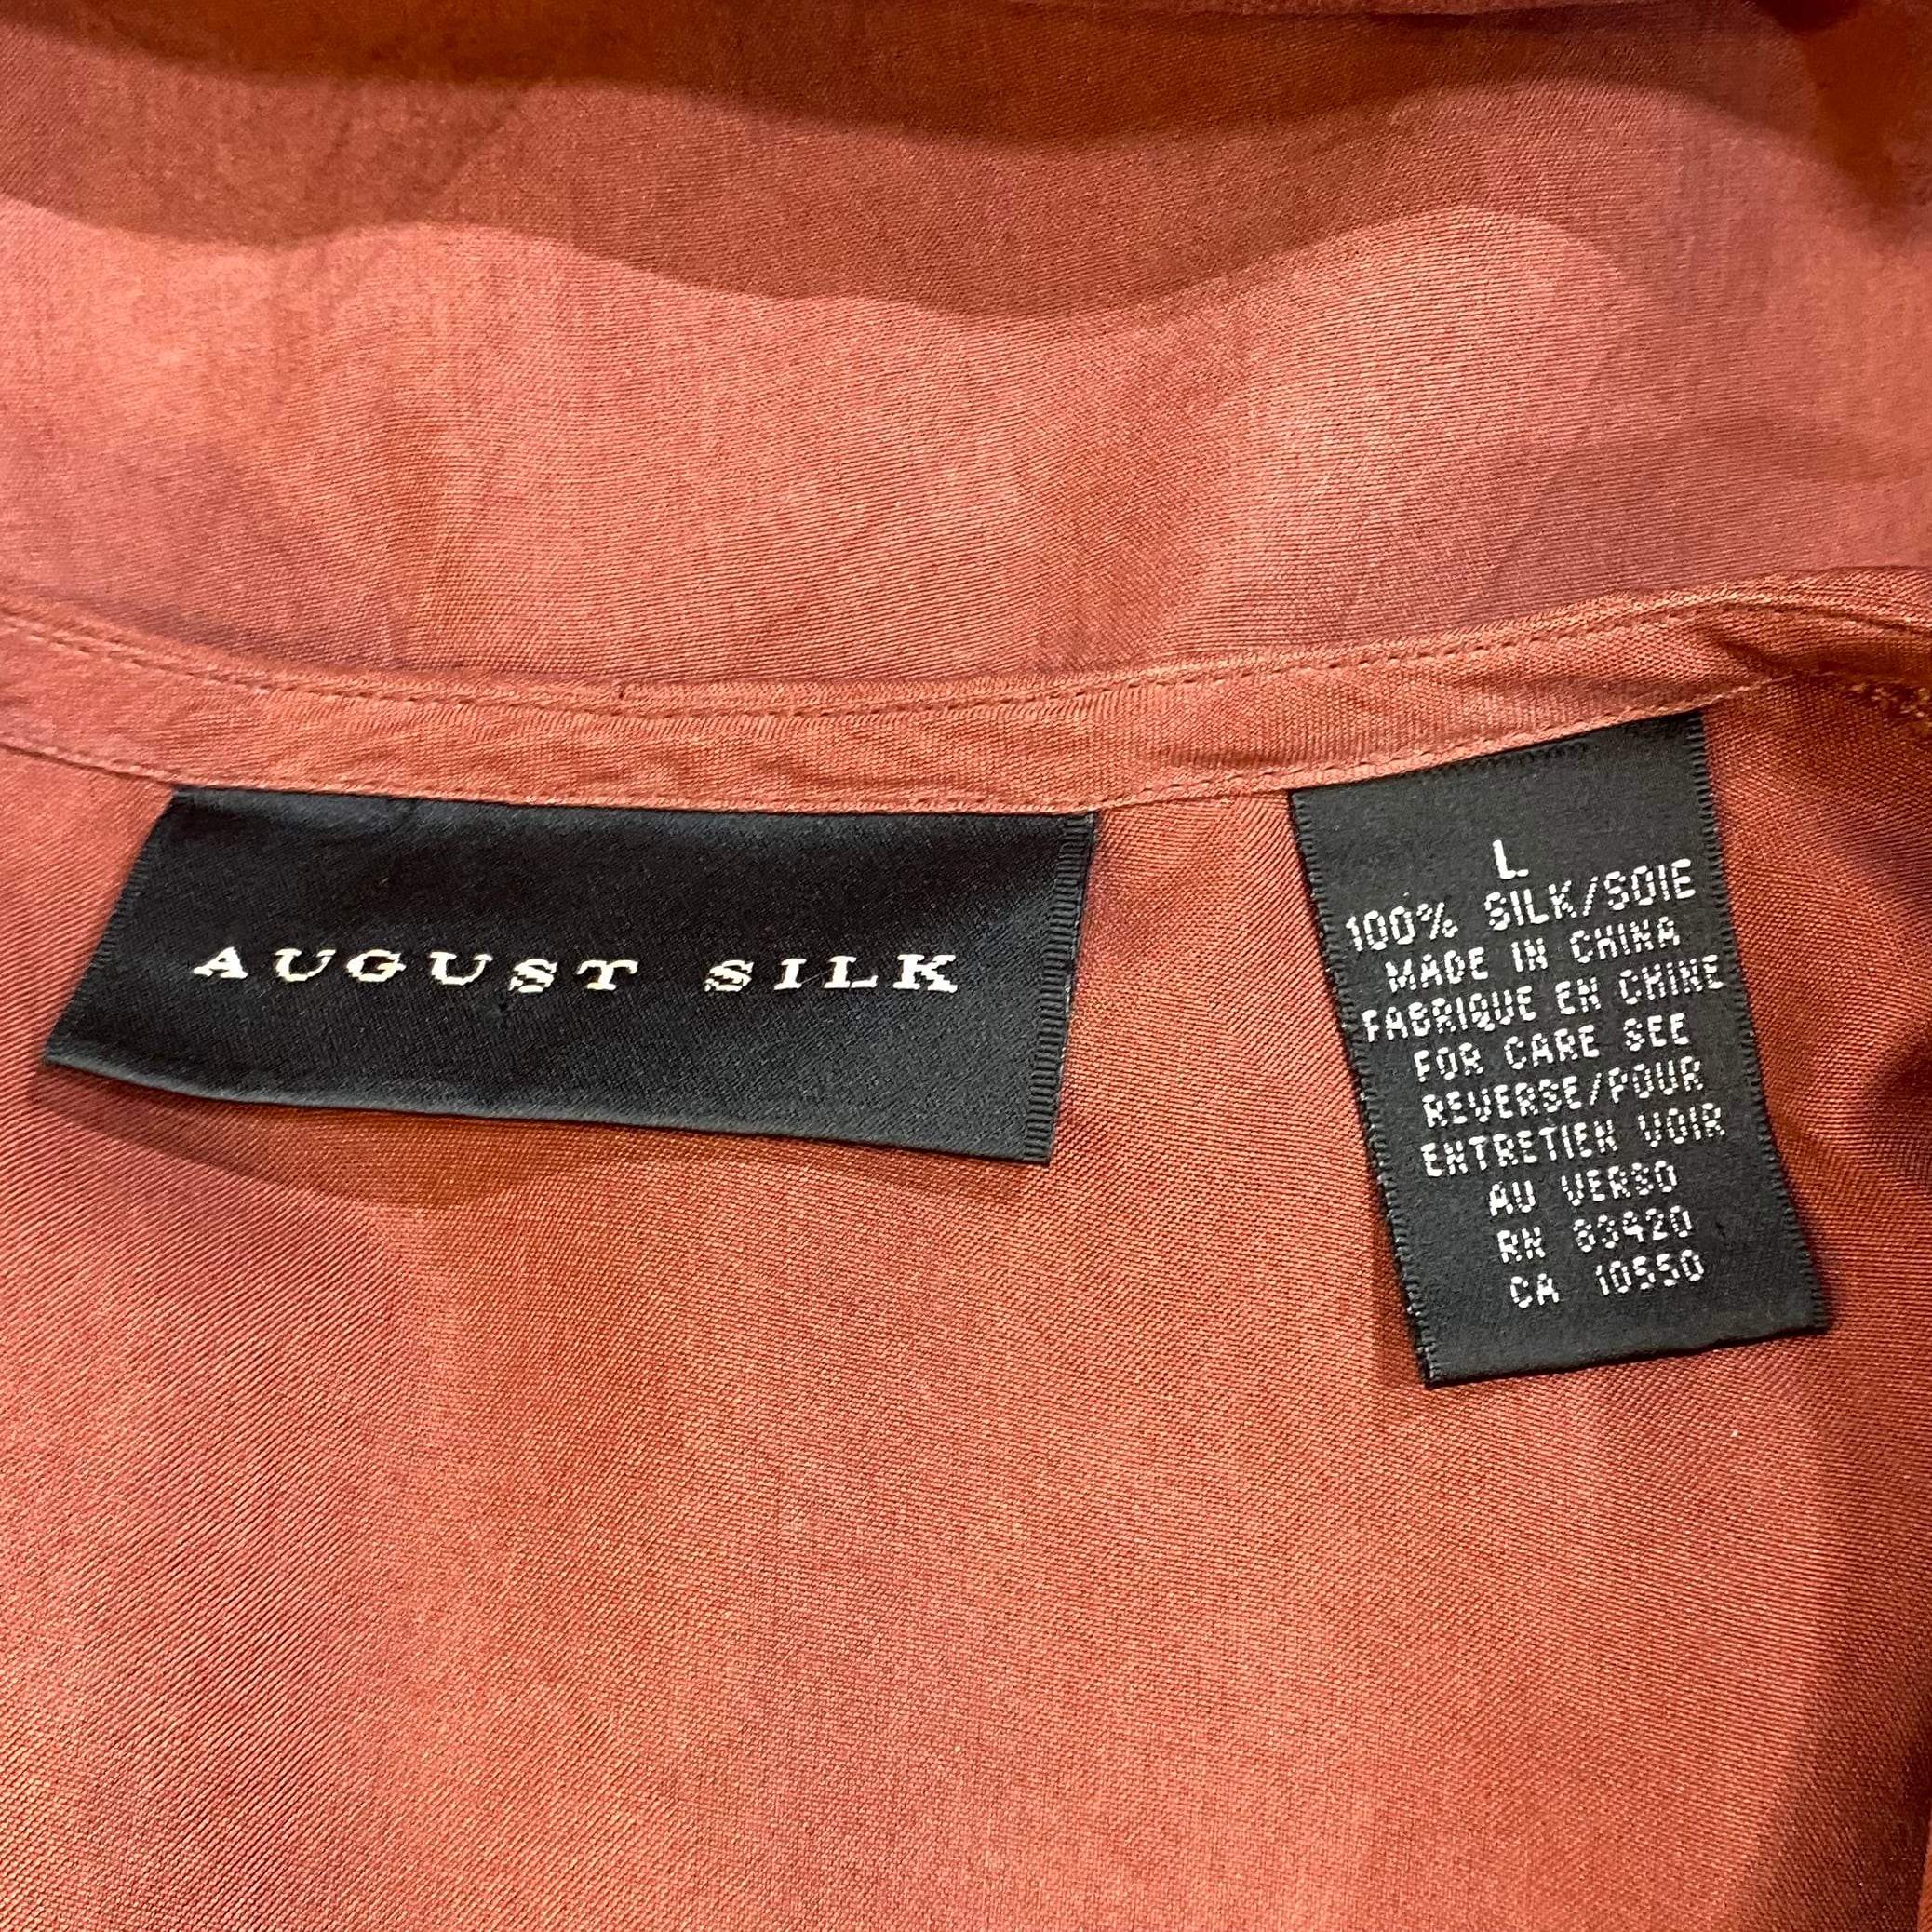 AUGUST SILK
L
100% SILK/SOIE
MADE IN CHINA
FABRIQUE EN CHINE
FOR CARE SEE
REVERSE/POUR
ENTRETIEN VOIR
AU VERSO
RN 83420
CA 10550